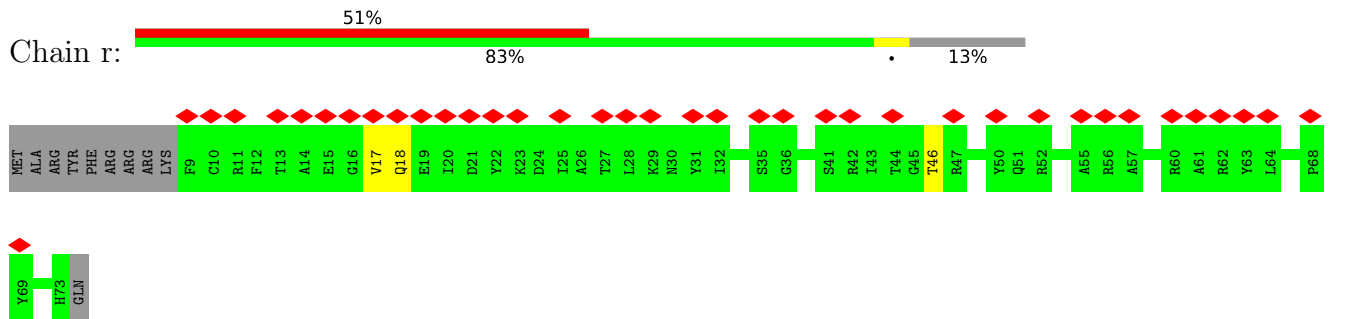 51%
Chain r:
83%
•
13%
MET ALA ARG TYR PHE ARG ARG ARG LYS F9 C10 R11 F12 T13 A14 E15 G16 V17 Q18 E19 I20 D21 Y22 K23 D24 I25 A26 T27 L28 K29 N30 Y31 I32 S35 G36 S41 R42 I43 T44 G45 T46 R47 Y50 Q51 R52 A55 R56 A57 R60 A61 R62 Y63 L64 P68
Y69 H73 GLN